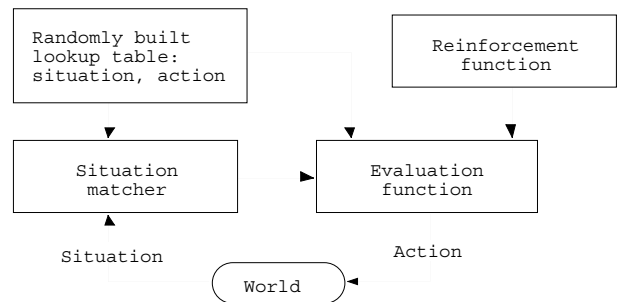 Randomly built
lookup table:
situation, action
Reinforcement
function
Situation
matcher
Evaluation
function
Situation
Action
World